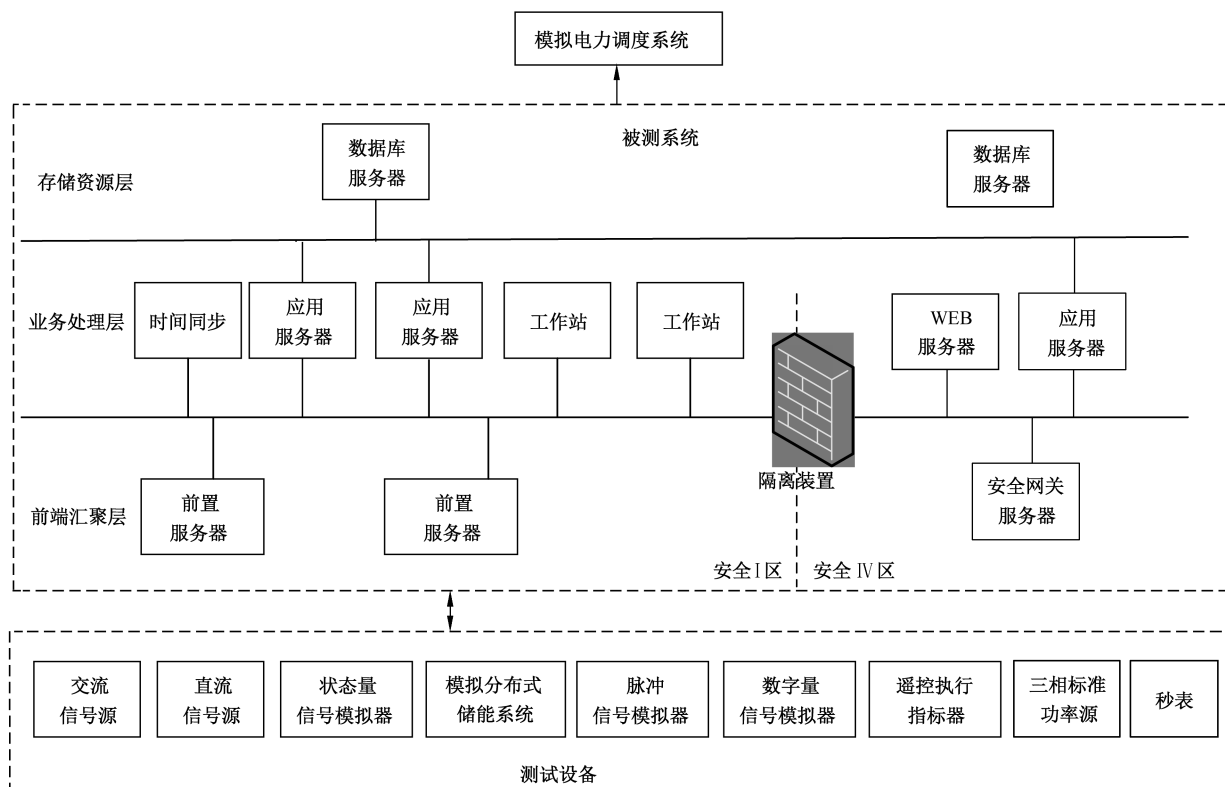 模拟电力调度系统
被测系统
存储资源层
数据库
服务器
数据库
服务器
业务处理层
时间同步
应用
服务器
应用
服务器
工作站
工作站
WEB
服务器
应用
服务器
隔离装置
前端汇聚层
前置
服务器
前置
服务器
安全网关
服务器
安全I区
安全IV区
交流
信号源
直流
信号源
状态量
信号模拟器
模拟分布式
储能系统
脉冲
信号模拟器
数字量
信号模拟器
遥控执行
指标器
三相标准
功率源
秒表
测试设备